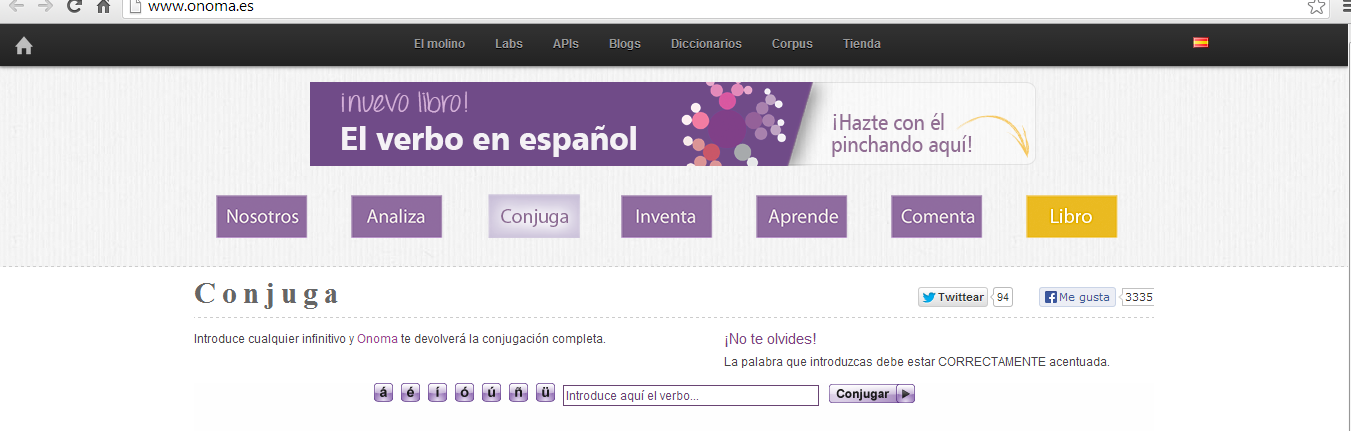 www.onoma.es
El molino Labs APIs Blogs Diccionarios Corpus Tienda
¡nuevo libro!
El verbo en español
¡Hazte con él
pinchando aquí!
Nosotros Analiza Conjuga Inventa Aprende Comenta Libro
Conjuga
Twittear 94 Me gusta 3335
Introduce cualquier infinitivo y Onoma te devolverá la conjugación completa.
¡No te olvides!
La palabra que introduzcas debe estar CORRECTAMENTE acentuada.
á é í ó ú ñ ü Introduce aquí el verbo... Conjugar